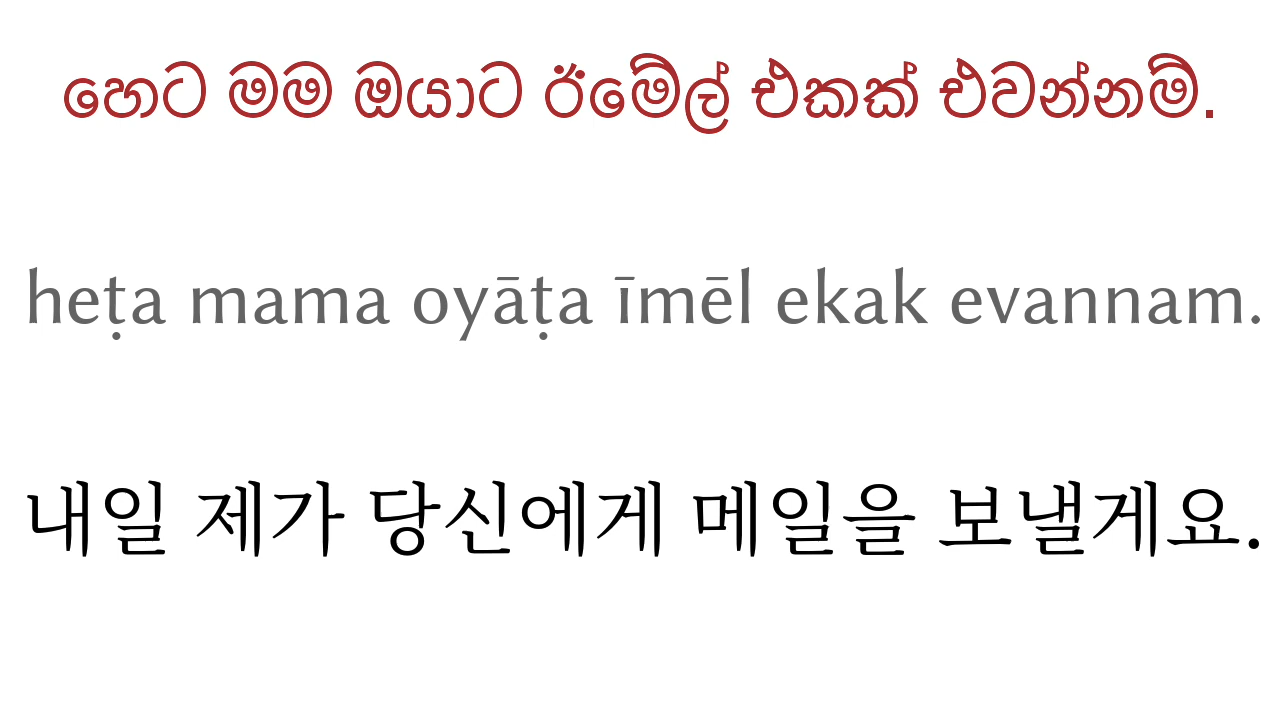 හෙට මම ඔයාට ඊමේල් එකක් එවන්නම්.
heṭa mama oyāṭa īmēl ekak evannam.
내일 제가 당신에게 메일을 보낼게요.